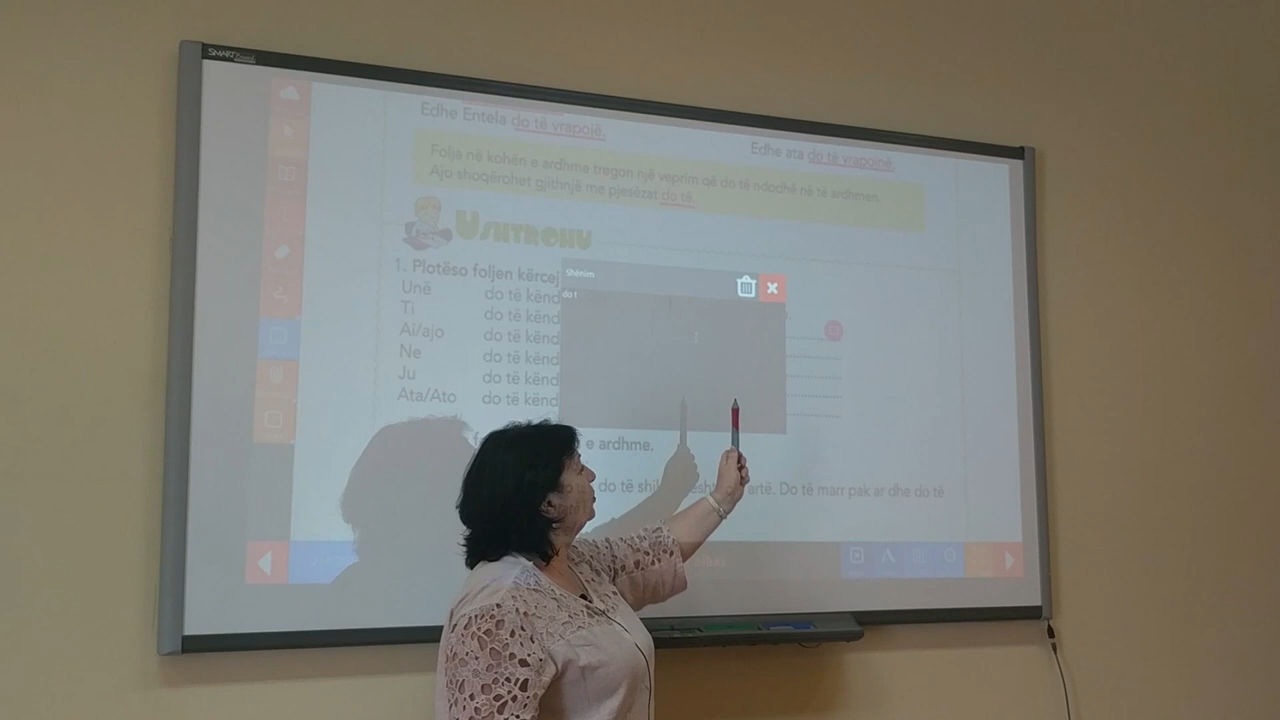 SMART
Edhe Entela do të vrapojë.
Edhe ata do të vrapojnë.
Folja në kohën e ardhme tregon një veprim që do të ndodhë në të ardhmen.
Ajo shoqërohet gjithnjë me pjesëzat do të.
USHTROHU
1. Plotëso foljen kërcej
Unë do të kënd
Ti do të kënd
Ai/ajo do të kënd
Ne do të kënd
Ju do të kënd
Ata/Ato do të kënd
Shënim
do t
e ardhme.
do të artë. Do të marr pak ar dhe do të